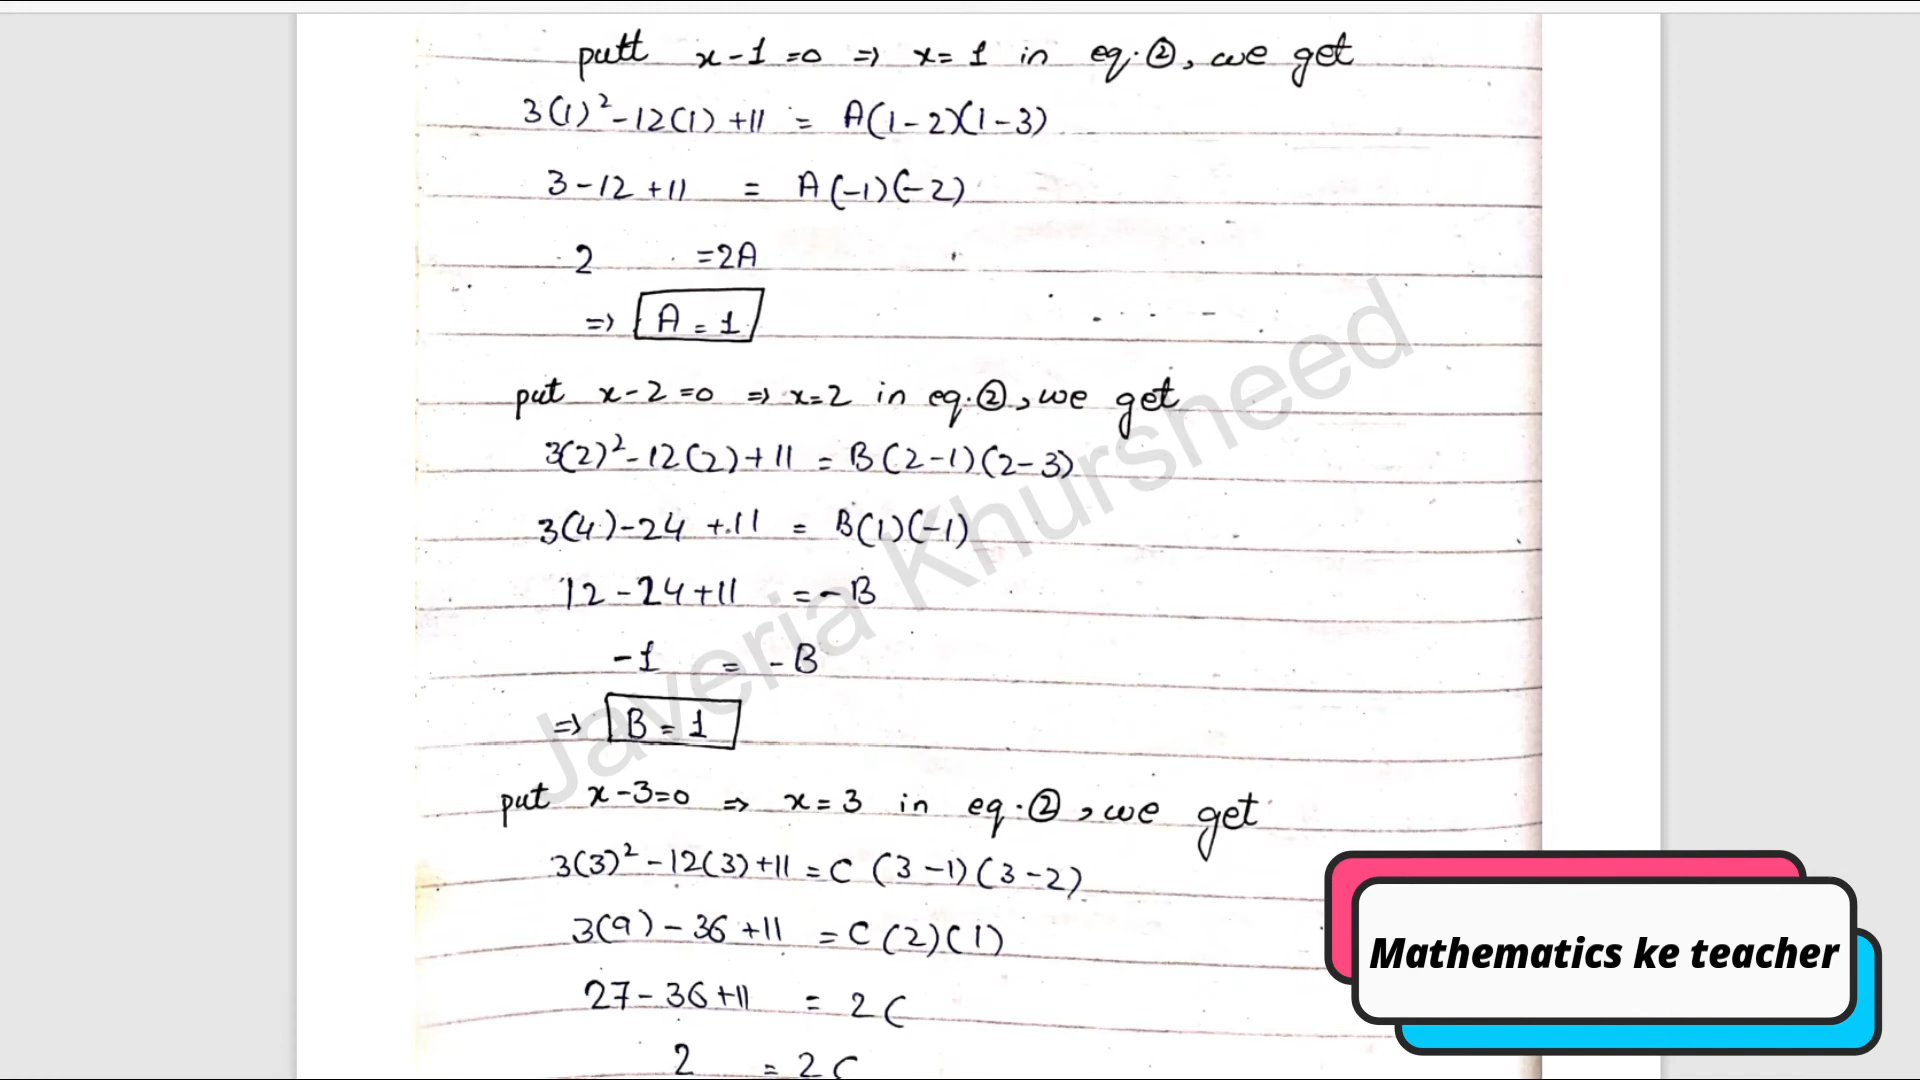 putt x-1=0 => x=1 in eq.②, we get
3(1)²-12(1)+11 = A(1-2)(1-3)
3-12+11 = A(-1)(-2)
2 =2A
=> A=1
put x-2=0 => x=2 in eq.②, we get
3(2)²-12(2)+11 = B(2-1)(2-3)
3(4)-24+11 = B(1)(-1)
12-24+11 =-B
-1 = -B
=> B=1
put x-3=0 => x=3 in eq.②, we get
3(3)²-12(3)+11 = C (3-1)(3-2)
3(9)-36+11 = C(2)(1)
27-36+11 = 2C
2 = 2C
Javeria Khursheed
Mathematics ke teacher